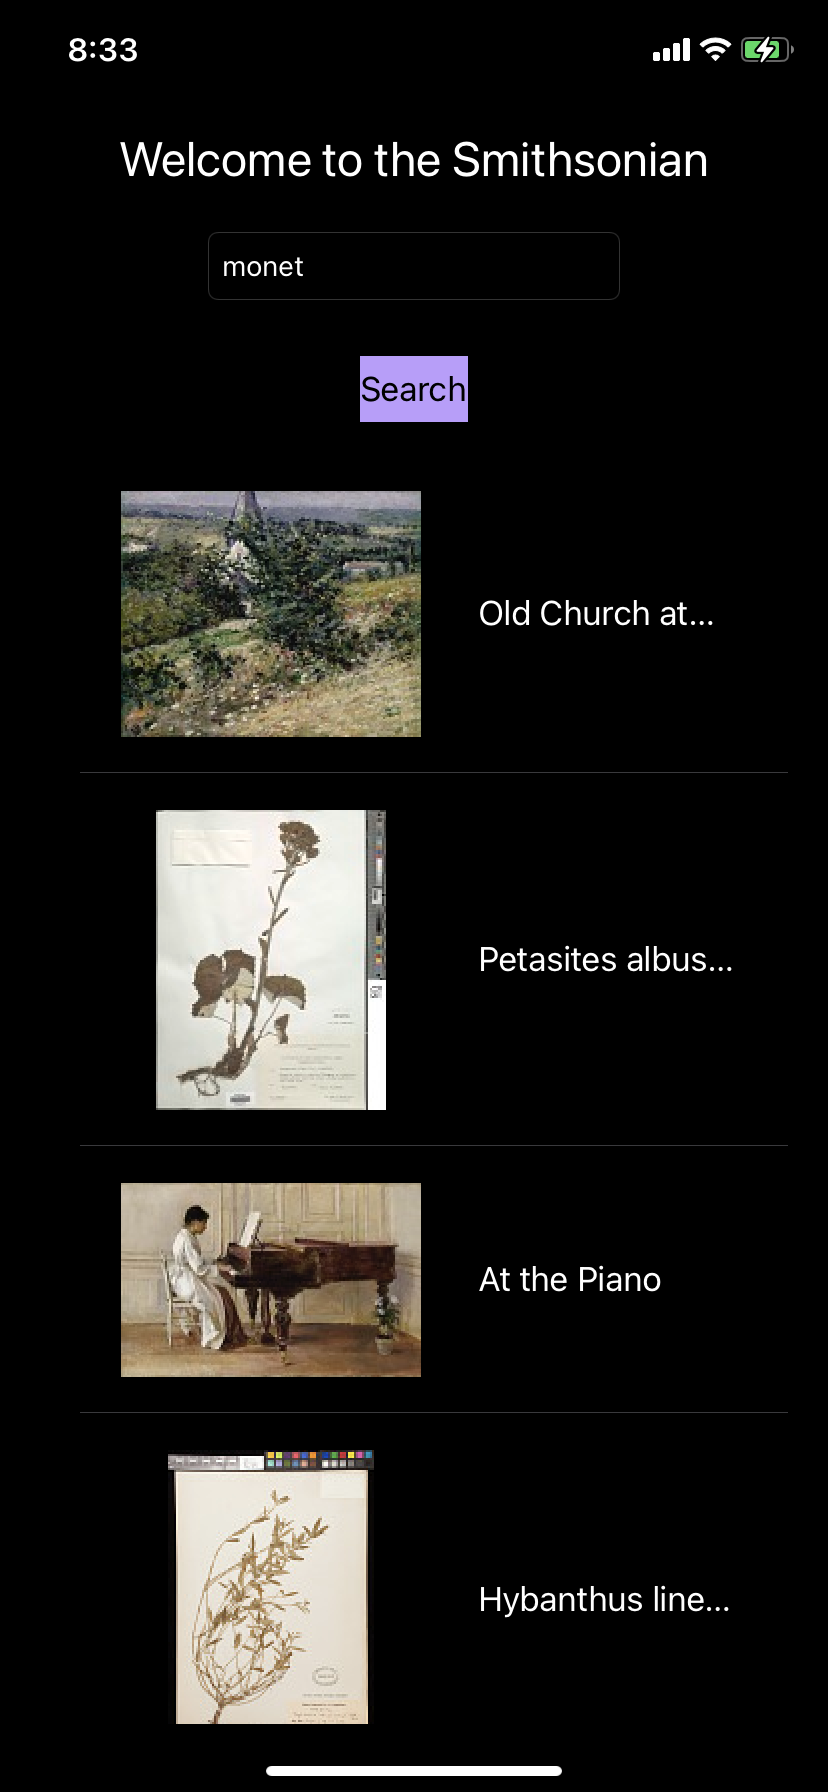 8:33
Welcome to the Smithsonian
monet
Search
Old Church at...
Petasites albus...
At the Piano
Hybanthus line...